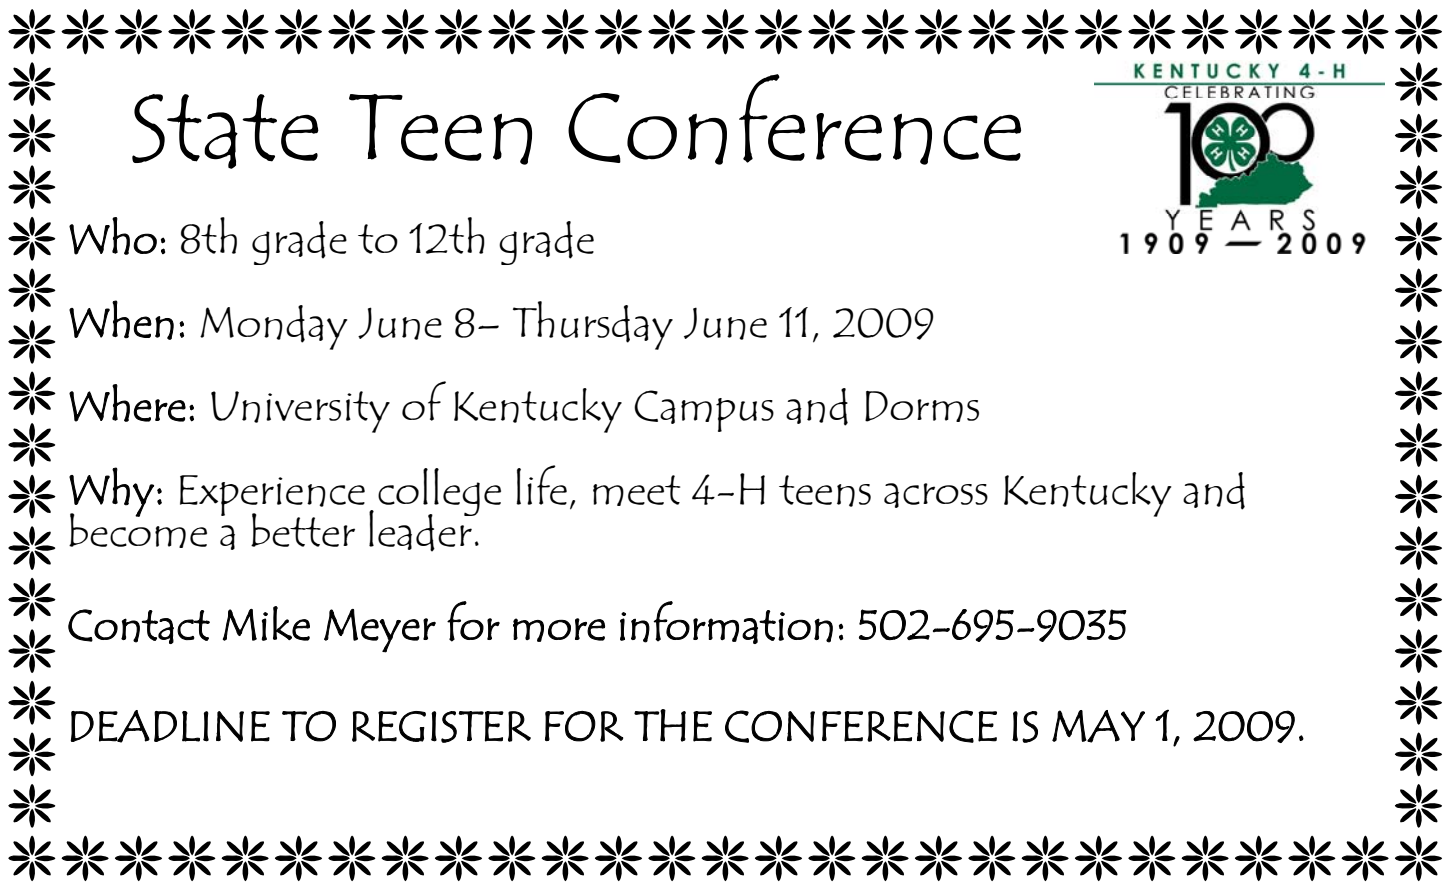 State Teen Conference
KENTUCKY 4-H
CELEBRATING
100
H H H H
YEARS
1909 — 2009
Who: 8th grade to 12th grade
When: Monday June 8– Thursday June 11, 2009
Where: University of Kentucky Campus and Dorms
Why: Experience college life, meet 4-H teens across Kentucky and
become a better leader.
Contact Mike Meyer for more information: 502-695-9035
DEADLINE TO REGISTER FOR THE CONFERENCE IS MAY 1, 2009.